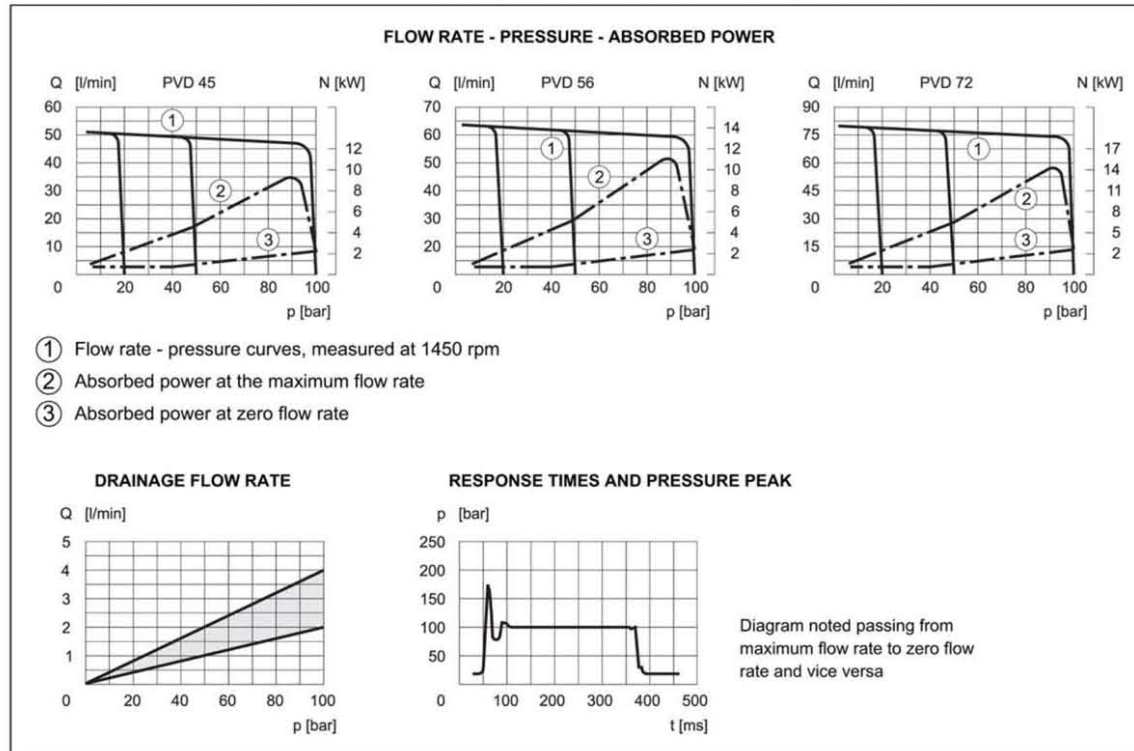 FLOW RATE - PRESSURE - ABSORBED POWER
Q [l/min] PVD 45 N [kW]
60
50
40
30
20
10
0
12
10
8
6
4
2
20 40 60 80 100
p [bar]
1
2
3
Q [l/min] PVD 56 N [kW]
70
60
50
40
30
20
0
14
12
10
8
6
4
2
20 40 60 80 100
p [bar]
1
2
3
Q [l/min] PVD 72 N [kW]
90
75
60
45
30
15
0
17
14
11
8
5
2
20 40 60 80 100
p [bar]
1
2
3
1 Flow rate - pressure curves, measured at 1450 rpm
2 Absorbed power at the maximum flow rate
3 Absorbed power at zero flow rate
DRAINAGE FLOW RATE
Q [l/min]
5
4
3
2
1
0
20 40 60 80 100
p [bar]
RESPONSE TIMES AND PRESSURE PEAK
p [bar]
250
200
150
100
50
0
100 200 300 400 500
t [ms]
Diagram noted passing from
maximum flow rate to zero flow
rate and vice versa